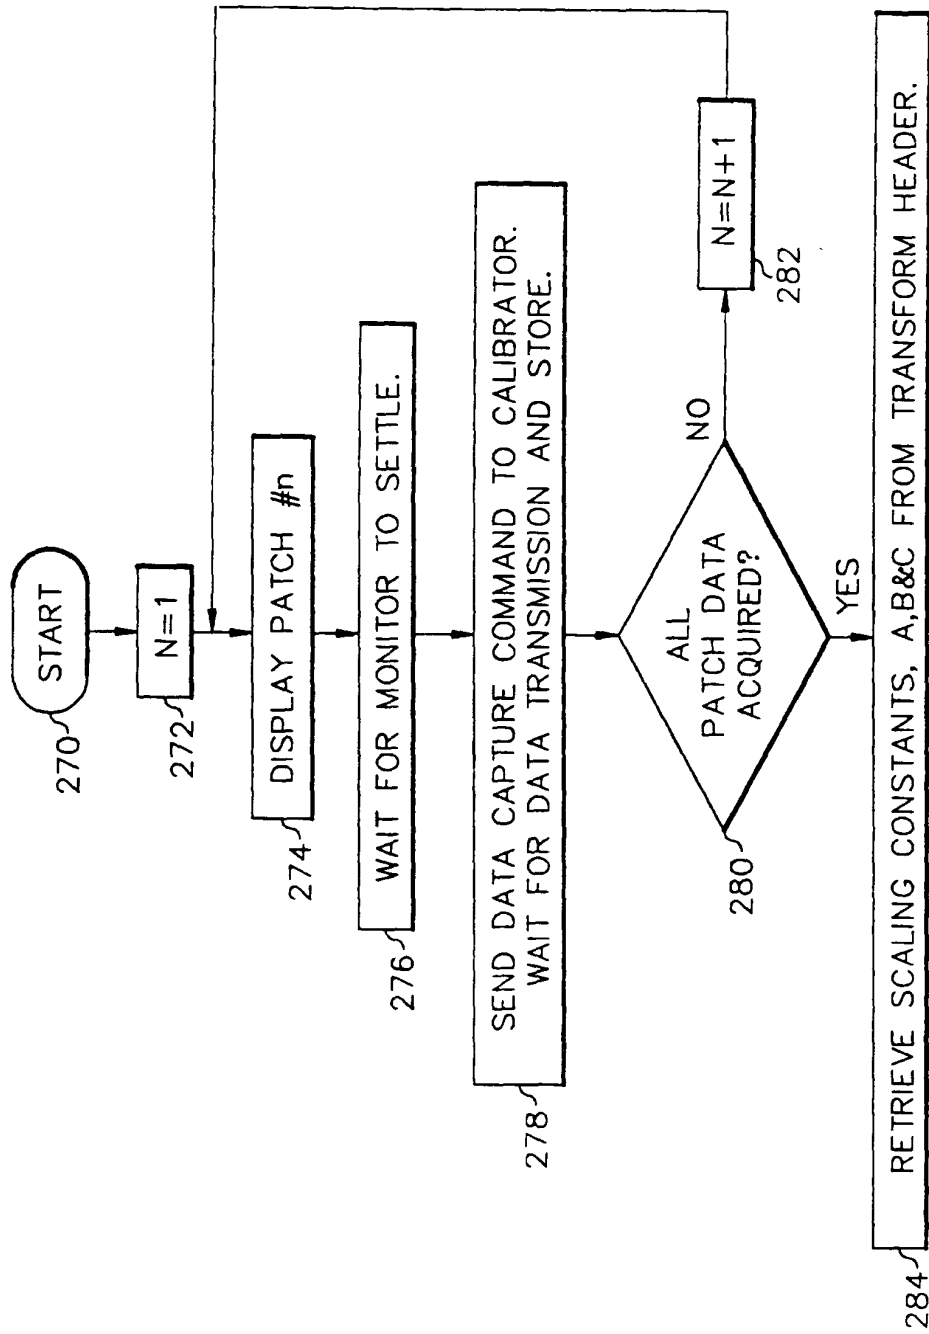 START
270
N=1
272
DISPLAY PATCH #n
274
WAIT FOR MONITOR TO SETTLE.
276
SEND DATA CAPTURE COMMAND TO CALIBRATOR.
WAIT FOR DATA TRANSMISSION AND STORE.
278
ALL
PATCH DATA
ACQUIRED?
280
NO
N=N+1
282
YES
RETRIEVE SCALING CONSTANTS, A,B&C FROM TRANSFORM HEADER.
284